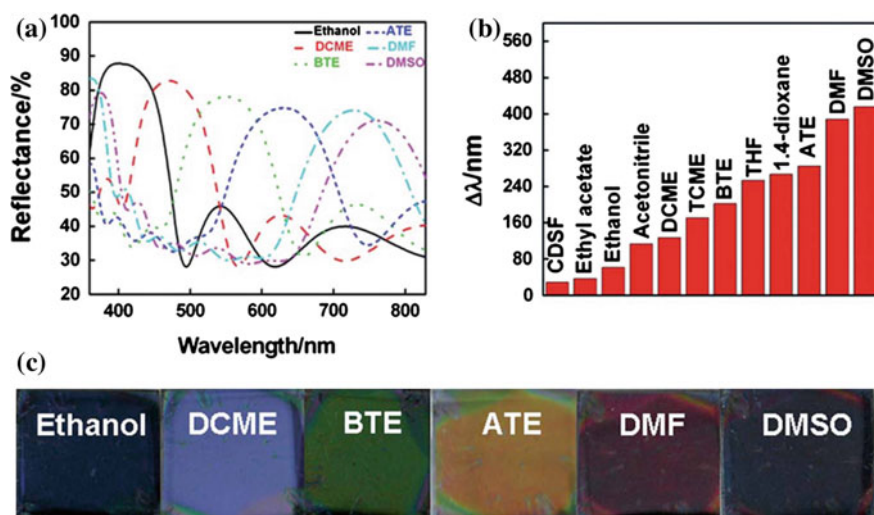 (a)
100
90
80
70
60
50
40
30
20
Reflectance/%
Ethanol ATE
DCME DMF
BTE DMSO
400 500 600 700 800
Wavelength/nm
(b)
560
480
400
320
240
160
80
0
Δλ/nm
CDSF
Ethyl acetate
Ethanol
Acetonitrile
DCME
TCME
BTE
THF
1.4-dioxane
ATE
DMF
DMSO
(c)
Ethanol DCME BTE ATE DMF DMSO